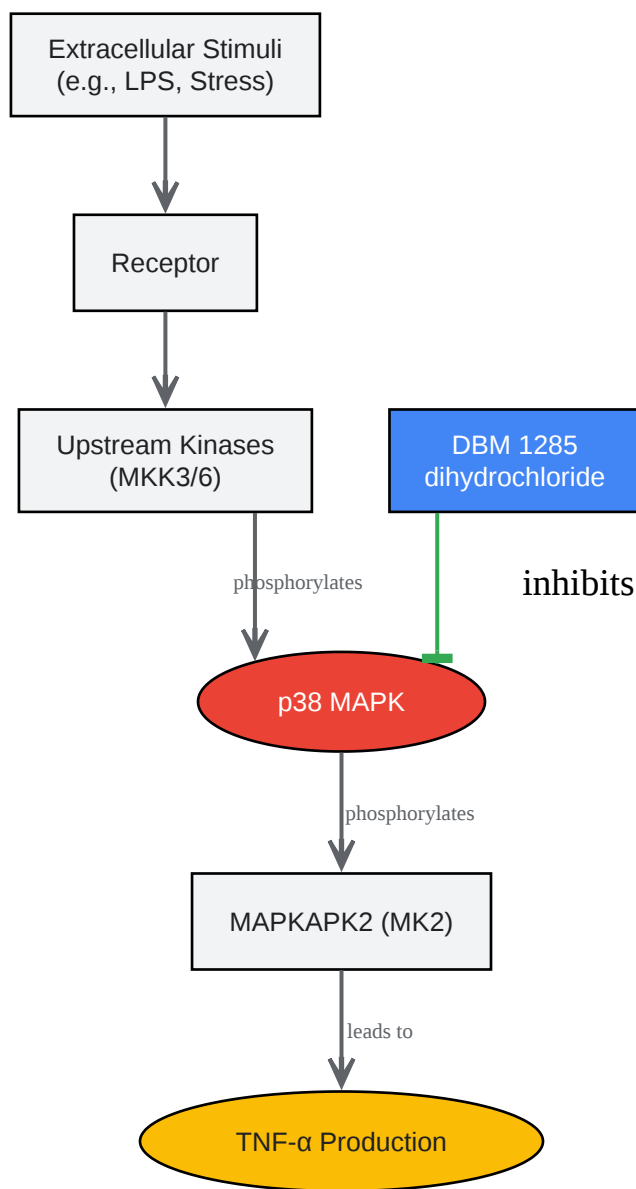 Extracellular Stimuli
(e.g., LPS, Stress)
Receptor
Upstream Kinases
(MKK3/6)
DBM 1285
dihydrochloride
phosphorylates
inhibits
p38 MAPK
phosphorylates
MAPKAPK2 (MK2)
leads to
TNF-α Production